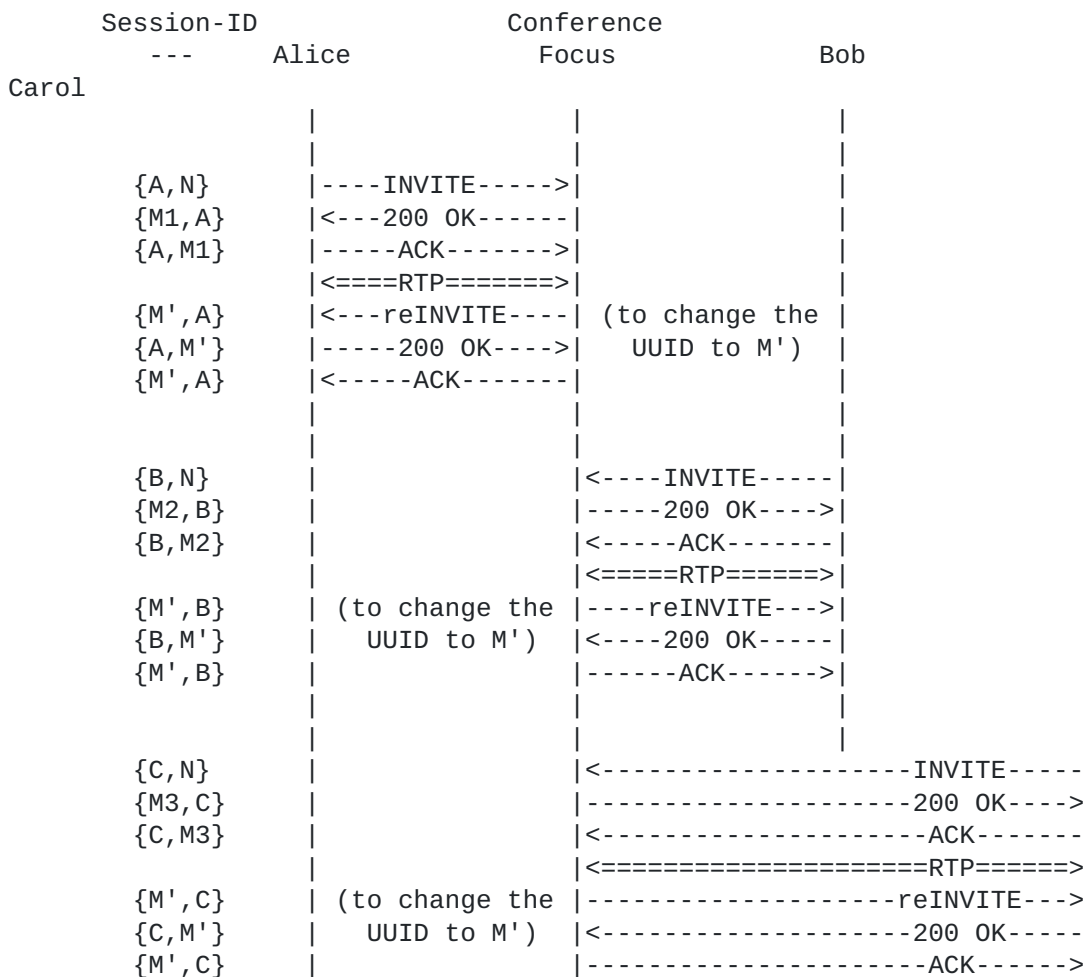 Session-ID                Conference
   ---     Alice            Focus             Bob
Carol
             |                |                |
             |                |                |
{A,N}        |----INVITE----->|                |
{M1,A}       |<---200 OK------|                |
{A,M1}       |-----ACK------->|                |
             |<====RTP=======>|                |
{M',A}       |<---reINVITE----| (to change the |
{A,M'}       |-----200 OK---->|   UUID to M')  |
{M',A}       |<-----ACK-------|                |
             |                |                |
             |                |                |
{B,N}        |                |<----INVITE-----|
{M2,B}       |                |-----200 OK---->|
{B,M2}       |                |<-----ACK-------|
             |                |<=====RTP======>|
{M',B}       | (to change the |----reINVITE--->|
{B,M'}       |   UUID to M')  |<----200 OK-----|
{M',B}       |                |------ACK------>|
             |                |                |
             |                |                |
{C,N}        |                |<--------------------INVITE-----
{M3,C}       |                |---------------------200 OK---->
{C,M3}       |                |<---------------------ACK-------
             |                |<=====================RTP======>
{M',C}       | (to change the |--------------------reINVITE--->
{C,M'}       |   UUID to M')  |<--------------------200 OK-----
{M',C}       |                |----------------------ACK------>